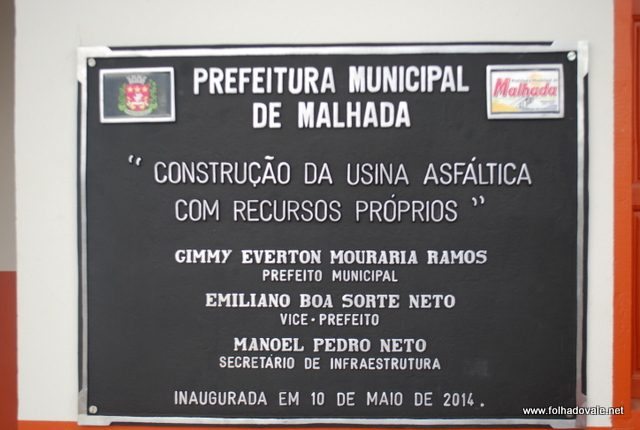 PREFEITURA MUNICIPAL
DE MALHADA
Malhada
" CONSTRUÇÃO DA USINA ASFÁLTICA
COM RECURSOS PRÓPRIOS "
GIMMY EVERTON MOURARIA RAMOS
PREFEITO MUNICIPAL
EMILIANO BOA SORTE NETO
VICE-PREFEITO
MANOEL PEDRO NETO
SECRETÁRIO DE INFRAESTRUTURA
INAUGURADA EM 10 DE MAIO DE 2014.
www.folhadovale.net